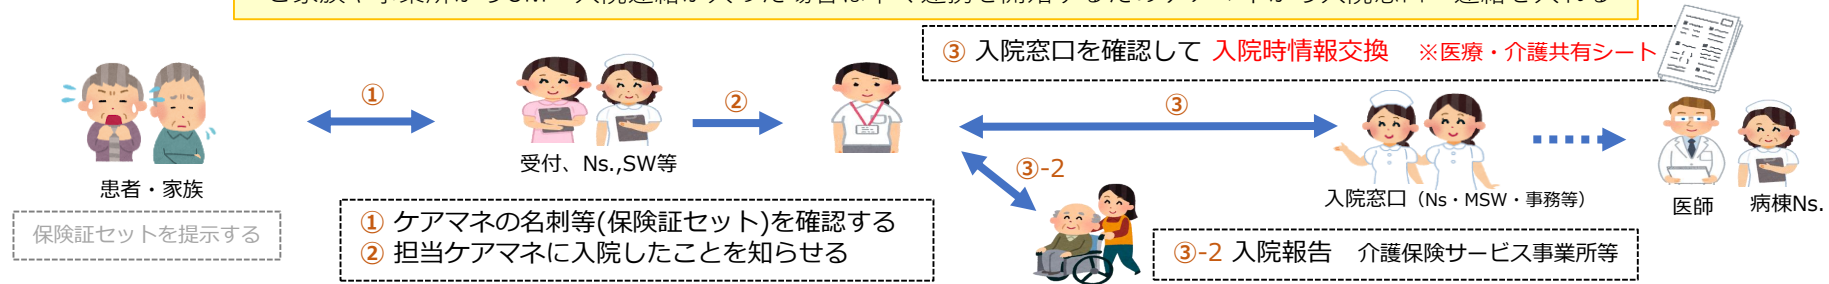 ③ 入院窓口を確認して 入院時情報交換 ※医療・介護共有シート
①
②
③
③-2
患者・家族
受付、Ns.,SW等
入院窓口（Ns・MSW・事務等）
医師
病棟Ns.
保険証セットを提示する
① ケアマネの名刺等(保険証セット)を確認する
② 担当ケアマネに入院したことを知らせる
③-2 入院報告 介護保険サービス事業所等